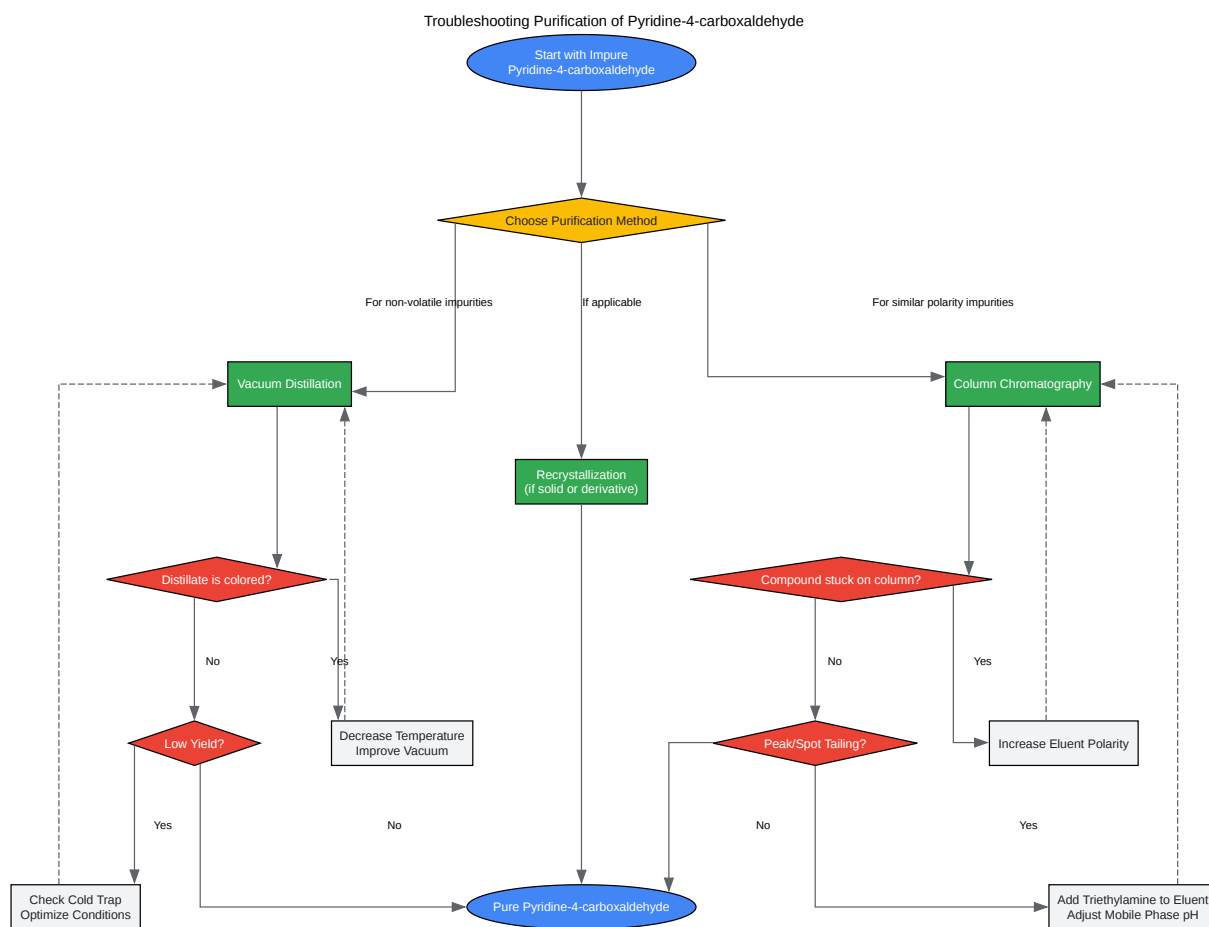 Troubleshooting Purification of Pyridine-4-carboxaldehyde
Start with Impure
Pyridine-4-carboxaldehyde
Choose Purification Method
For non-volatile impurities
If applicable
For similar polarity impurities
Vacuum Distillation
Column Chromatography
Recrystallization
(if solid or derivative)
Distillate is colored?
Compound stuck on column?
No
Yes
No
Yes
Low Yield?
Decrease Temperature
Improve Vacuum
Peak/Spot Tailing?
Increase Eluent Polarity
Yes
No
No
Yes
Check Cold Trap
Optimize Conditions
Pure Pyridine-4-carboxaldehyde
Add Triethylamine to Eluent
Adjust Mobile Phase pH